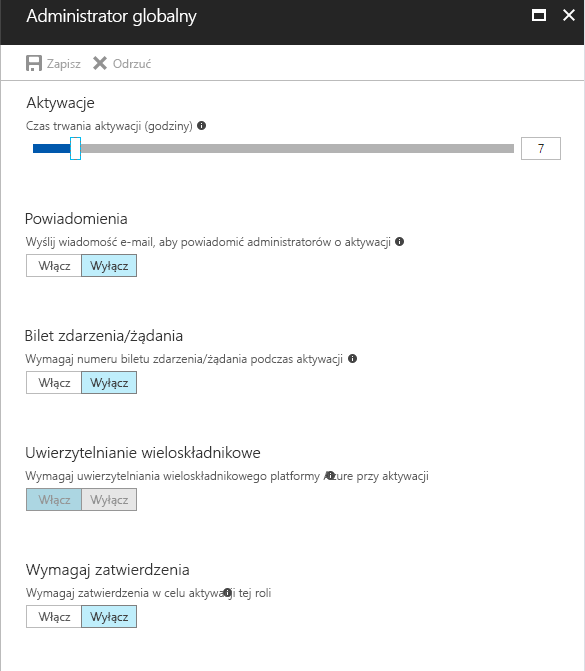 Administrator globalny
Zapisz Odrzuć
Aktywacje
Czas trwania aktywacji (godziny)
7
Powiadomienia
Wyślij wiadomość e-mail, aby powiadomić administratorów o aktywacji
Włącz Wyłącz
Bilet zdarzenia/żądania
Wymagaj numeru biletu zdarzenia/żądania podczas aktywacji
Włącz Wyłącz
Uwierzytelnianie wieloskładnikowe
Wymagaj uwierzytelniania wieloskładnikowego platformy Azure przy aktywacji
Włącz Wyłącz
Wymagaj zatwierdzenia
Wymagaj zatwierdzenia w celu aktywacji tej roli
Włącz Wyłącz